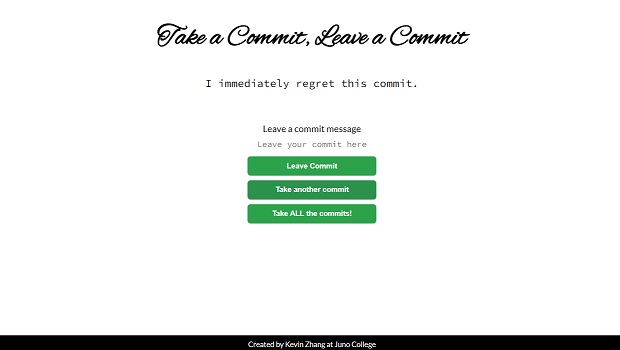 Take a Commit, Leave a Commit
I immediately regret this commit.
Leave a commit message
Leave your commit here
Leave Commit
Take another commit
Take ALL the commits!
Created by Kevin Zhang at Juno College